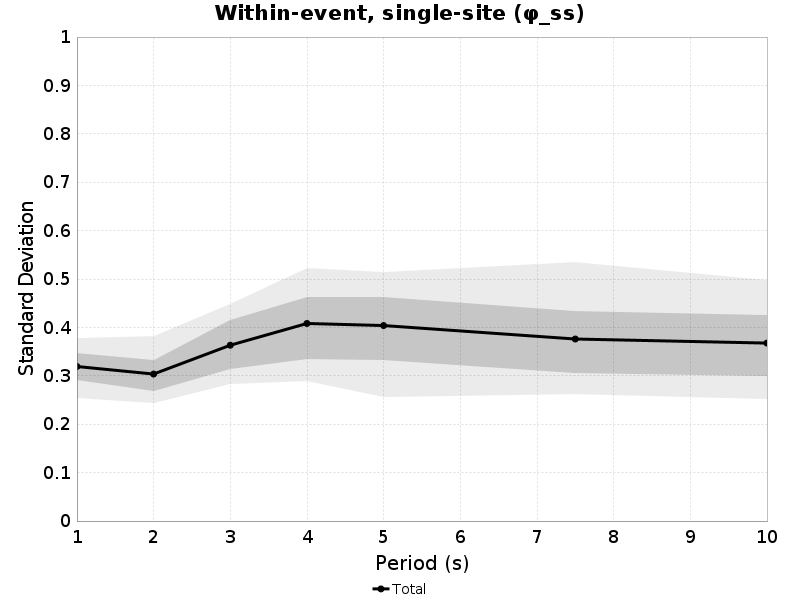 Within-event, single-site (φ_ss)
1
0.9
0.8
0.7
0.6
0.5
0.4
0.3
0.2
0.1
0
Standard Deviation
1 2 3 4 5 6 7 8 9 10
Period (s)
Total